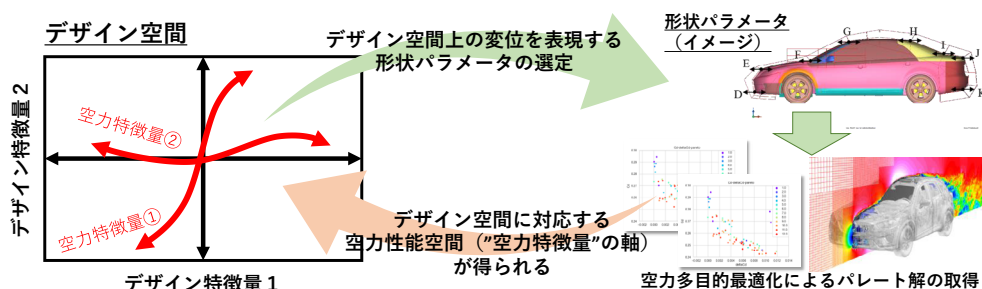 デザイン空間
デザイン特徴量2
デザイン特徴量1
空力特徴量②
空力特徴量①
デザイン空間上の変位を表現する
形状パラメータの選定
デザイン空間に対応する
空力性能空間（”空力特徴量”の軸）
が得られる
形状パラメータ
（イメージ）
D
E
F
G
H
I
J
K
空力多目的最適化によるパレート解の取得